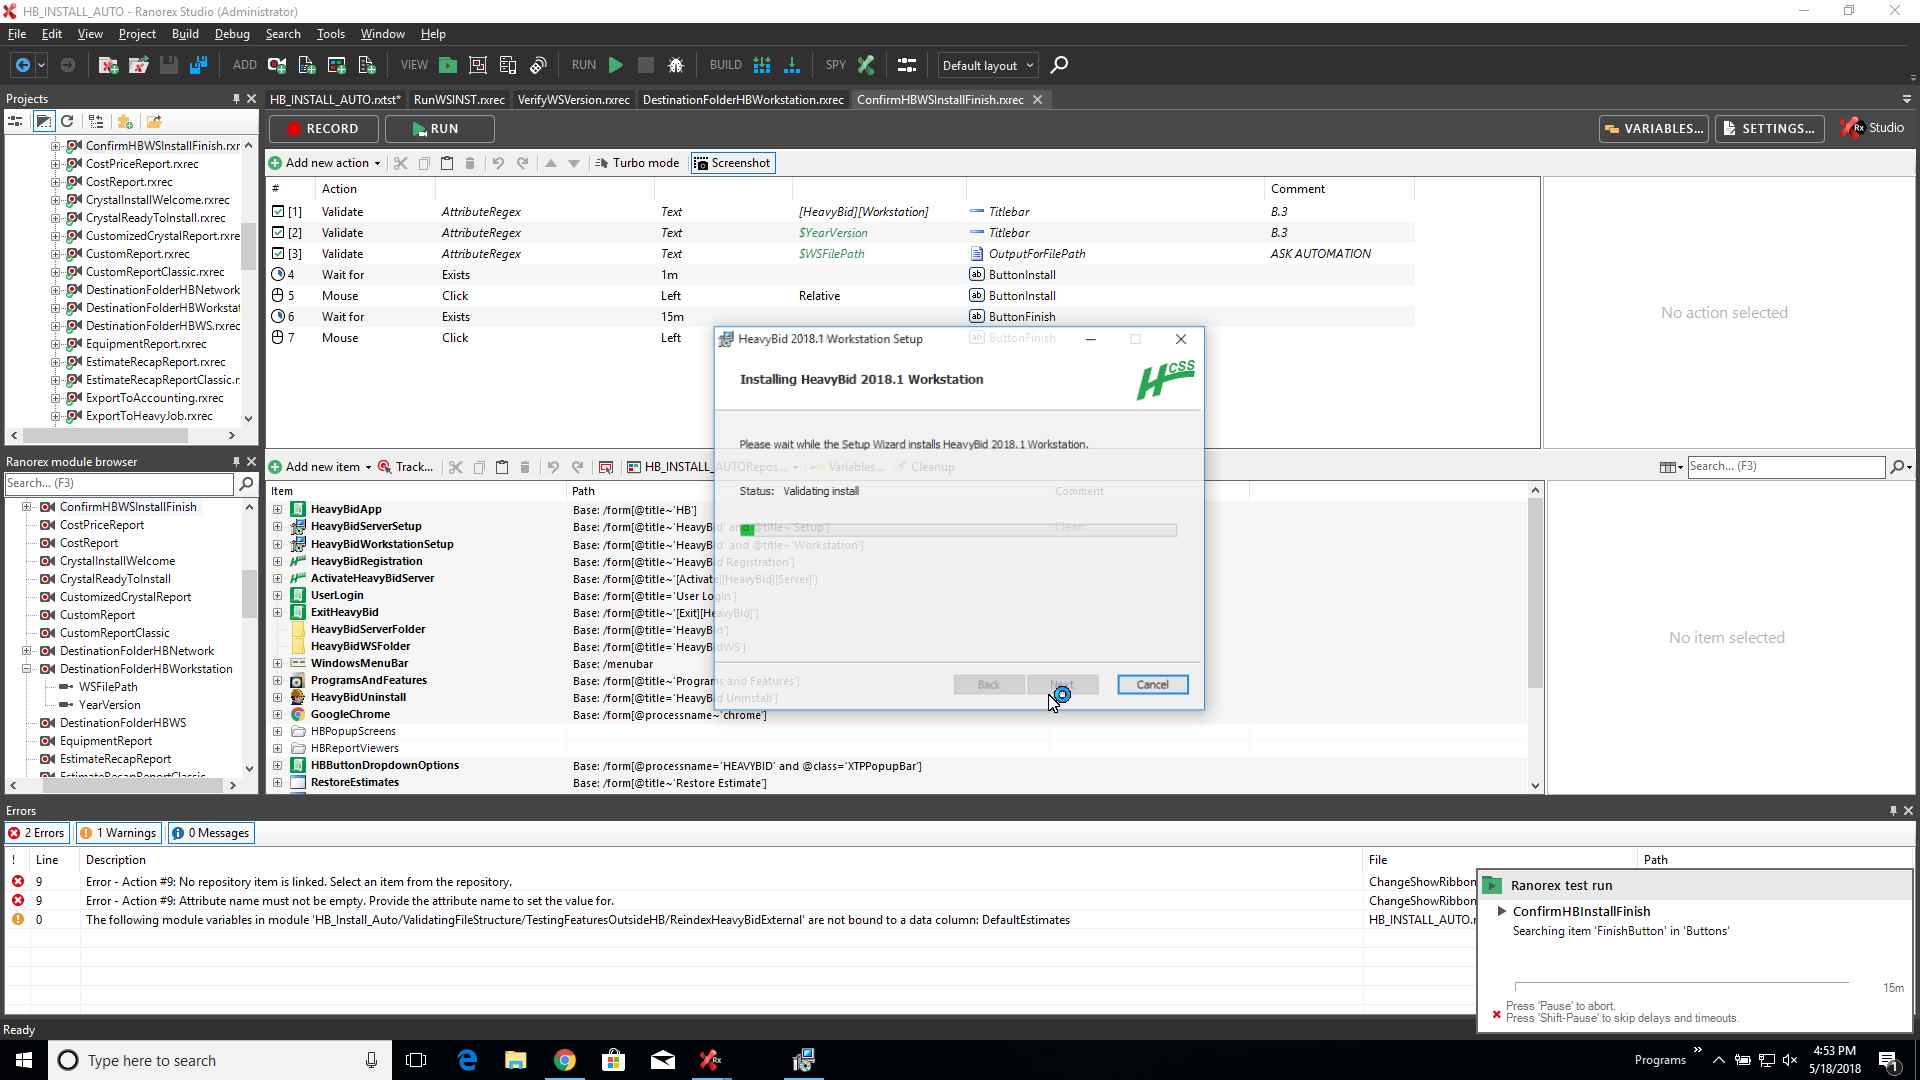 HB_INSTALL_AUTO - Ranorex Studio (Administrator)
File Edit View Project Build Debug Search Tools Window Help
ADD VIEW RUN BUILD SPY Default layout
Projects
HB_INSTALL_AUTO.rxtst* RunWSINST.rxrec VerifyWSVersion.rxrec DestinationFolderHBWorkstation.rxrec ConfirmHBWSInstallFinish.rxrec
RECORD RUN VARIABLES... SETTINGS... Rx Studio
Add new action Turbo mode Screenshot
ConfirmHBWSInstallFinish.rxr
CostPriceReport.rxrec
CostReport.rxrec
CrystalInstallWelcome.rxrec
CrystalReadyToInstall.rxrec
CustomizedCrystalReport.rxre
CustomReport.rxrec
CustomReportClassic.rxrec
DestinationFolderHBNetwork
DestinationFolderHBWorkstat
DestinationFolderHBWS.rxrec
EquipmentReport.rxrec
EstimateRecapReport.rxrec
EstimateRecapReportClassic.r
ExportToAccounting.rxrec
ExportToHeavyJob.rxrec
# Action Comment
[1] Validate AttributeRegex Text [HeavyBid][Workstation] Titlebar B.3
[2] Validate AttributeRegex Text $YearVersion Titlebar B.3
[3] Validate AttributeRegex Text $WSFilePath OutputForFilePath ASK AUTOMATION
4 Wait for Exists 1m ButtonInstall
5 Mouse Click Left Relative ButtonInstall
6 Wait for Exists 15m ButtonFinish
7 Mouse Click Left ButtonFinish
No action selected
HeavyBid 2018.1 Workstation Setup
Installing HeavyBid 2018.1 Workstation
HCSS
Please wait while the Setup Wizard installs HeavyBid 2018.1 Workstation.
Status: Validating install
Back Next Cancel
Ranorex module browser
Search... (F3)
ConfirmHBWSInstallFinish
CostPriceReport
CostReport
CrystalInstallWelcome
CrystalReadyToInstall
CustomizedCrystalReport
CustomReport
CustomReportClassic
DestinationFolderHBNetwork
DestinationFolderHBWorkstation
WSFilePath
YearVersion
DestinationFolderHBWS
EquipmentReport
EstimateRecapReport
EstimateRecapReportClassic
Add new item Track... HB_INSTALL_AUTORepos... Variables... Cleanup Search... (F3)
Item Path Comment
HeavyBidApp Base: /form[@title~'HB']
HeavyBidServerSetup Base: /form[@title~'HeavyBid' and @title~'Setup'] Clean
HeavyBidWorkstationSetup Base: /form[@title~'HeavyBid' and @title~'Workstation']
HeavyBidRegistration Base: /form[@title~'HeavyBid Registration']
ActivateHeavyBidServer Base: /form[@title~'[Activate][HeavyBid][Server]']
UserLogin Base: /form[@title='User Login']
ExitHeavyBid Base: /form[@title~'[Exit][HeavyBid]']
HeavyBidServerFolder Base: /form[@title='HeavyBid']
HeavyBidWSFolder Base: /form[@title='HeavyBidWS']
WindowsMenuBar Base: /menubar
ProgramsAndFeatures Base: /form[@title~'Programs and Features']
HeavyBidUninstall Base: /form[@title='HeavyBid Uninstall']
GoogleChrome Base: /form[@processname~'chrome']
HBPopupScreens
HBReportViewers
HBButtonDropdownOptions Base: /form[@processname='HEAVYBID' and @class='XTPPopupBar']
RestoreEstimates Base: /form[@title~'Restore Estimate']
No item selected
Errors
2 Errors 1 Warnings 0 Messages
! Line Description File Path
9 Error - Action #9: No repository item is linked. Select an item from the repository. ChangeShowRibbon
9 Error - Action #9: Attribute name must not be empty. Provide the attribute name to set the value for. ChangeShowRibbon
0 The following module variables in module 'HB_Install_Auto/ValidatingFileStructure/TestingFeaturesOutsideHB/ReindexHeavyBidExternal' are not bound to a data column: DefaultEstimates HB_INSTALL_AUTO.r
Ranorex test run
ConfirmHBInstallFinish
Searching item 'FinishButton' in 'Buttons'
15m
Press 'Pause' to abort.
Press 'Shift-Pause' to skip delays and timeouts.
Ready
Type here to search
Programs
4:53 PM
5/18/2018
1